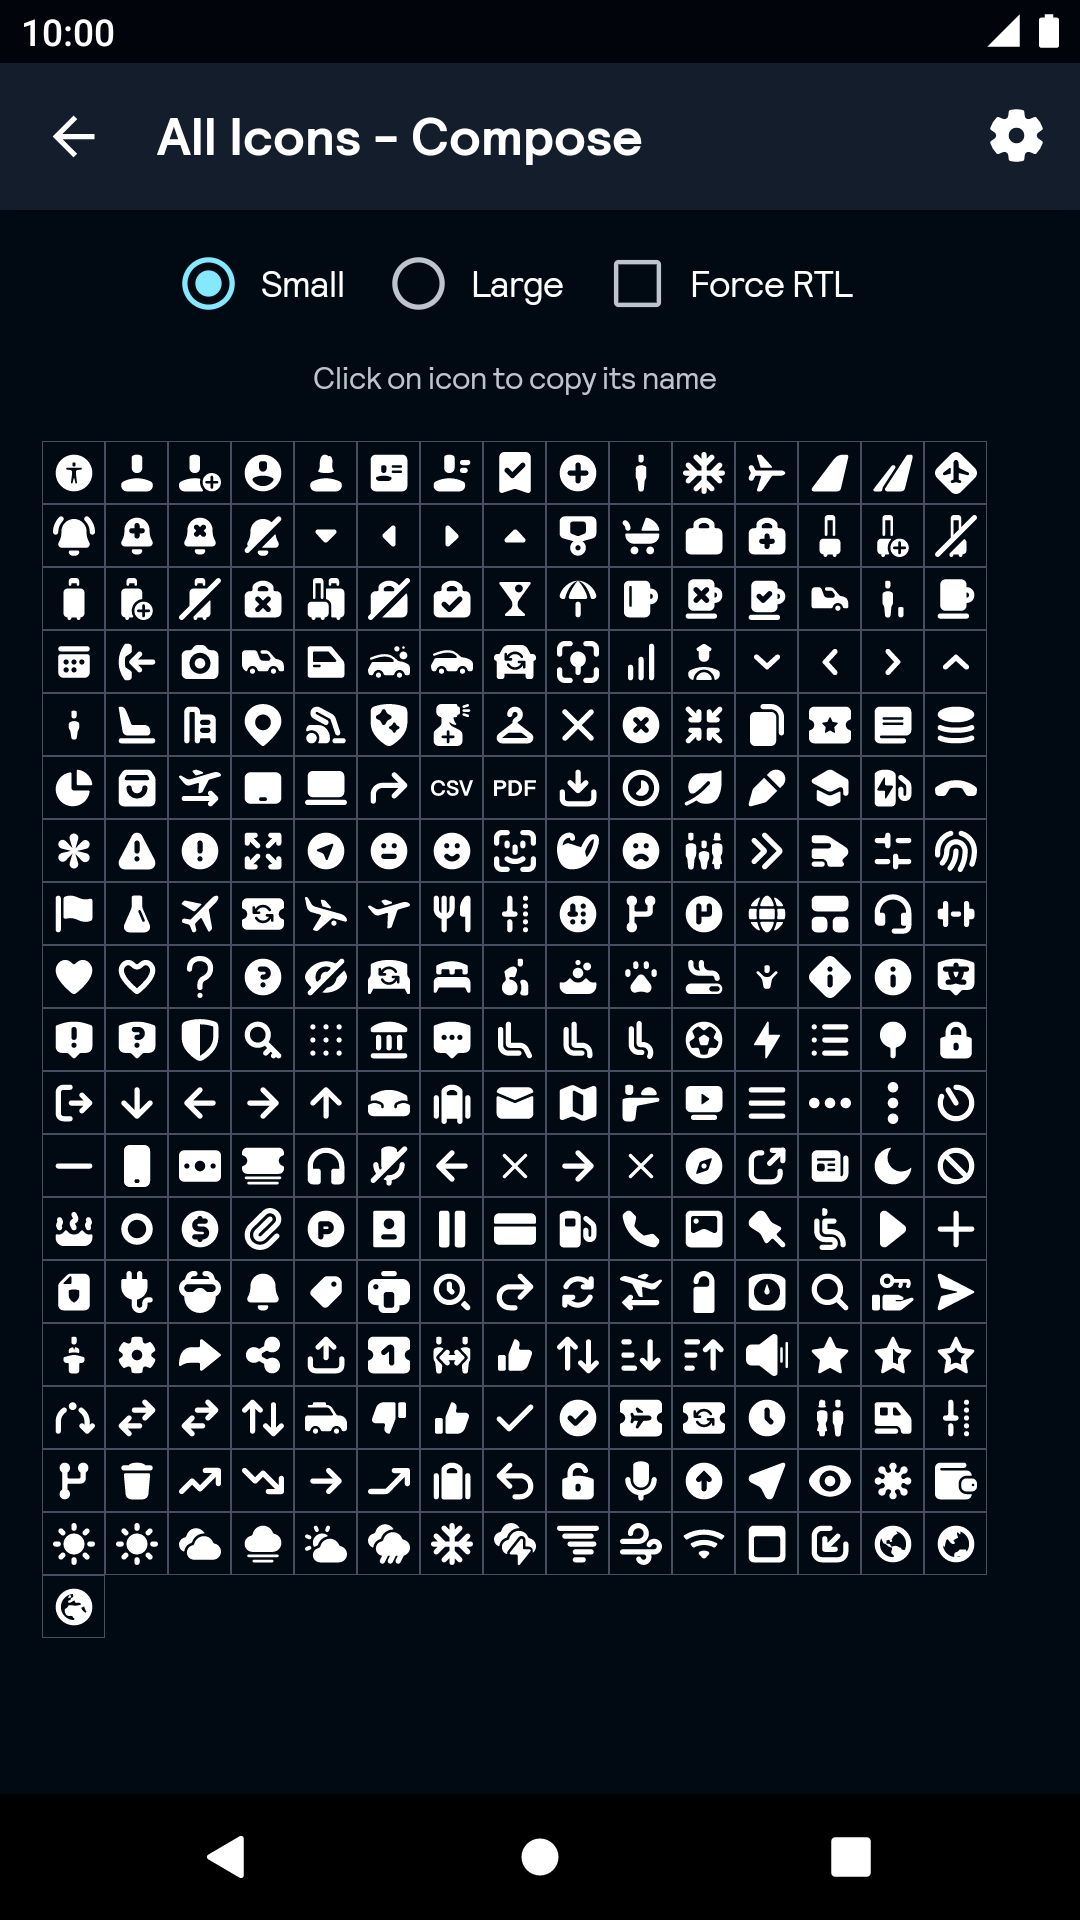 10:00
All Icons – Compose
Small Large Force RTL
Click on icon to copy its name
CSV PDF